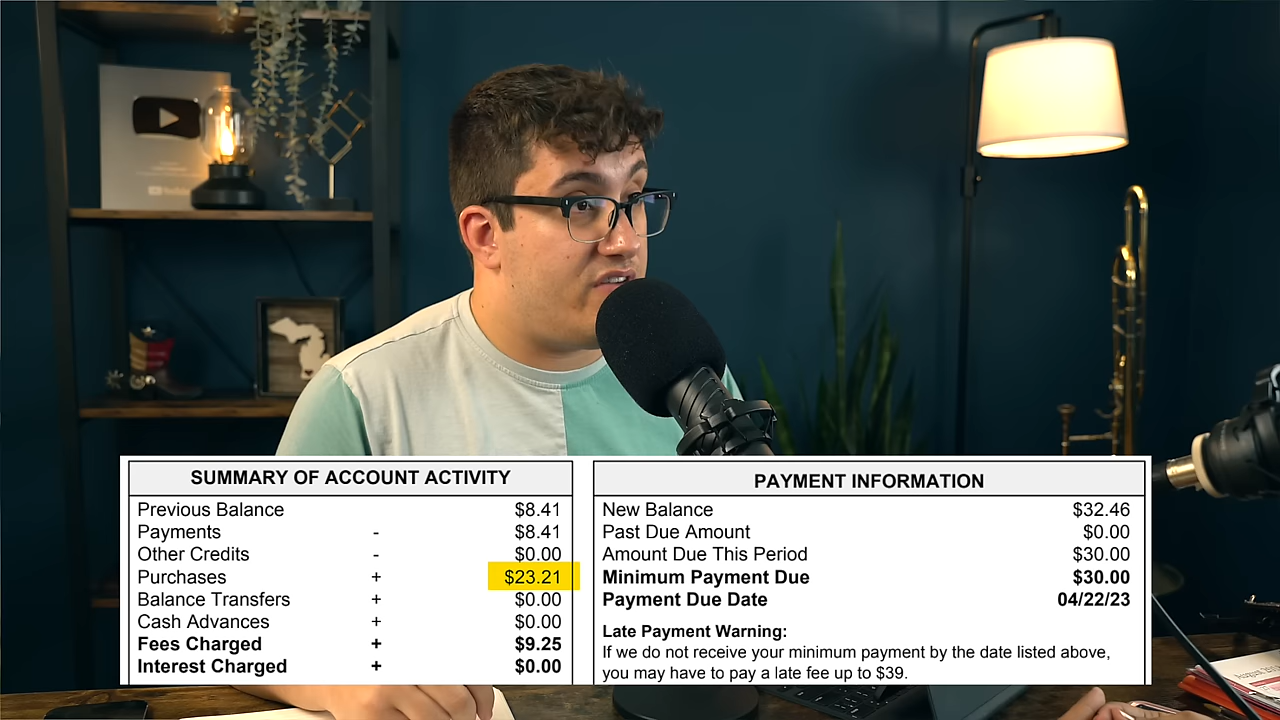 SUMMARY OF ACCOUNT ACTIVITY
Previous Balance $8.41
Payments - $8.41
Other Credits - $0.00
Purchases + $23.21
Balance Transfers + $0.00
Cash Advances + $0.00
Fees Charged + $9.25
Interest Charged + $0.00
PAYMENT INFORMATION
New Balance $32.46
Past Due Amount $0.00
Amount Due This Period $30.00
Minimum Payment Due $30.00
Payment Due Date 04/22/23
Late Payment Warning:
If we do not receive your minimum payment by the date listed above,
you may have to pay a late fee up to $39.